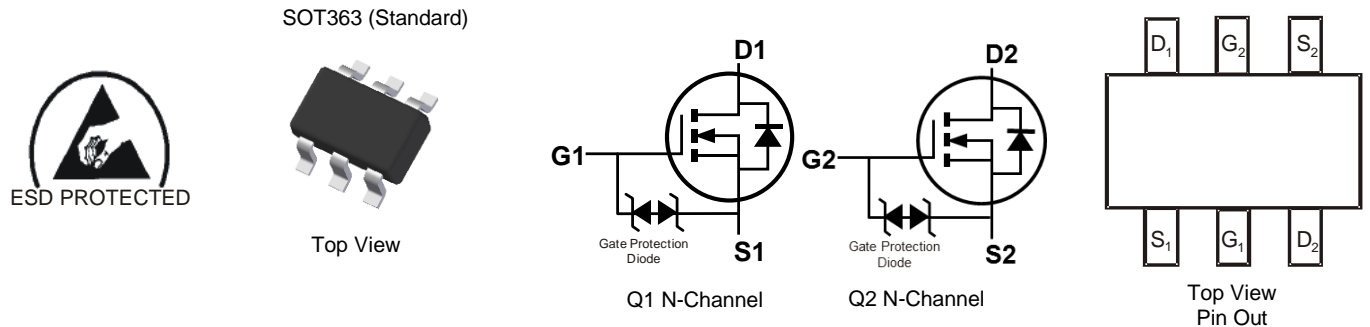 SOT363 (Standard)
ESD PROTECTED
Top View
D1
G1
Gate Protection
Diode
S1
Q1 N-Channel
D2
G2
Gate Protection
Diode
S2
Q2 N-Channel
D₁ G₂ S₂
S₁ G₁ D₂
Top View
Pin Out